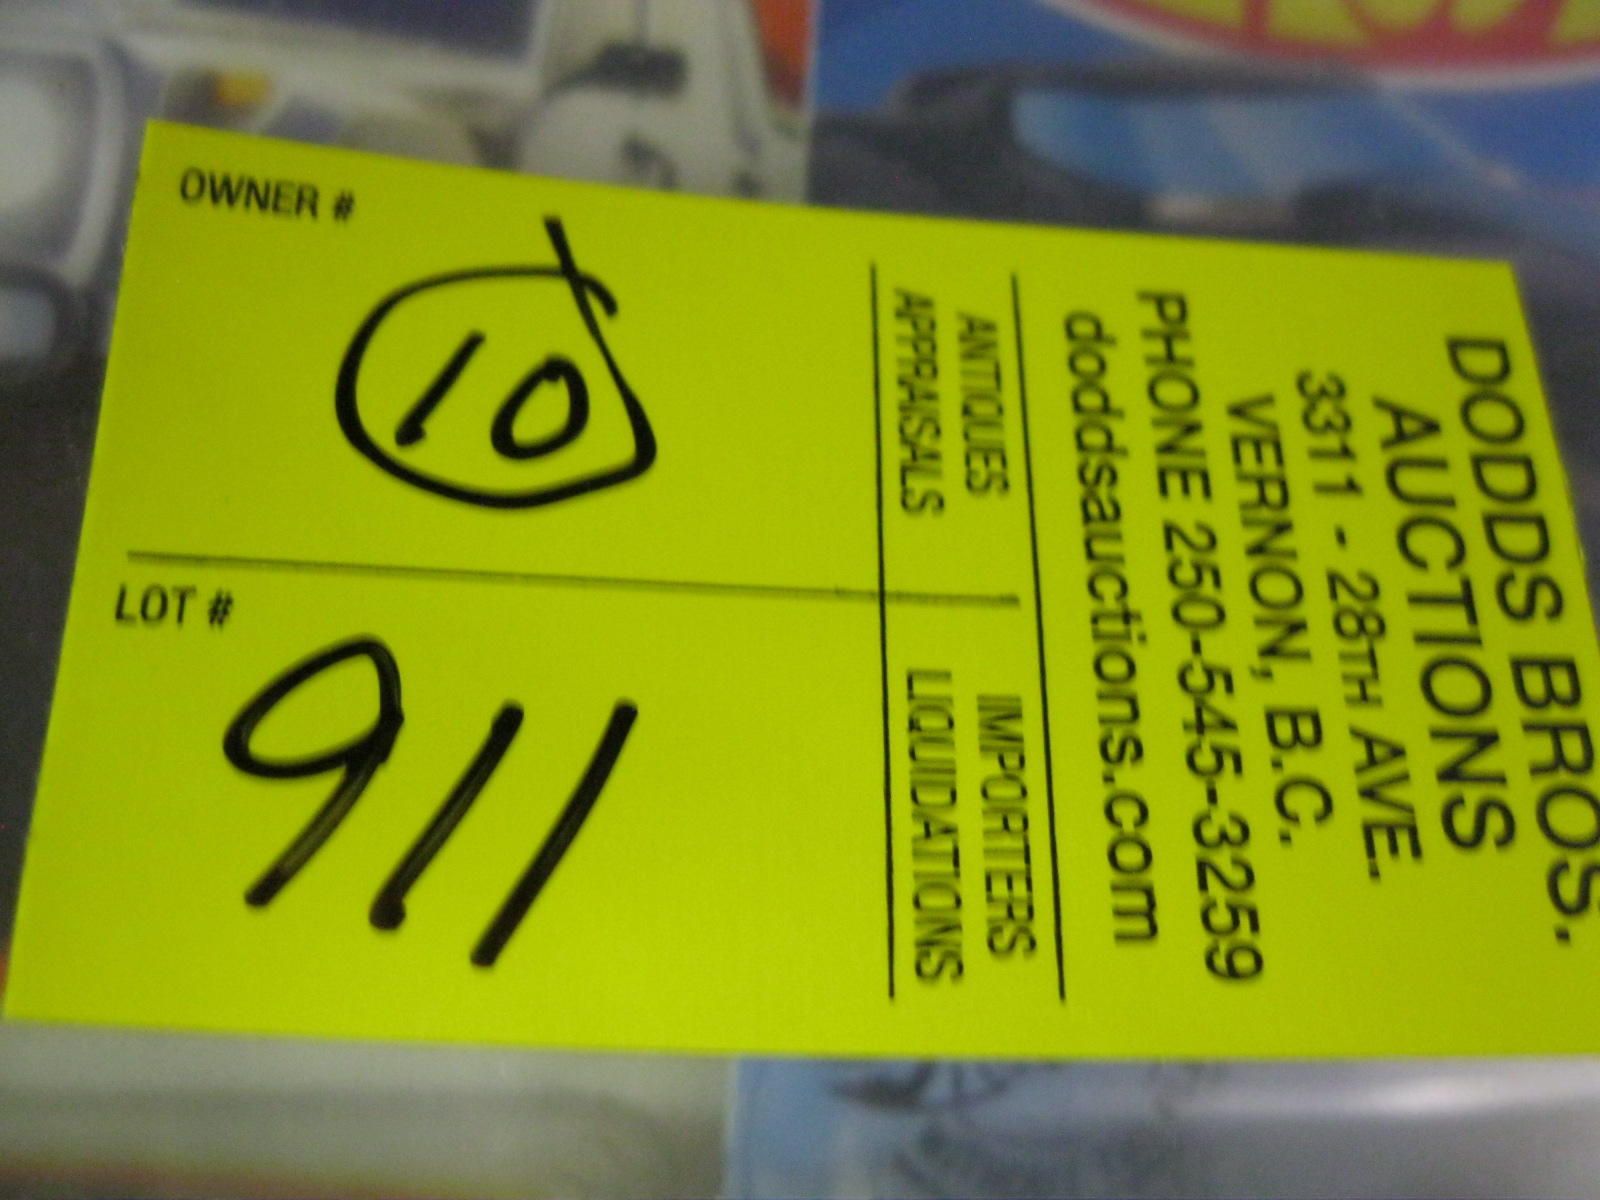 OWNER #
10
LOT #
911
DODDS BROS.
AUCTIONS
3311 - 28TH AVE.
VERNON, B.C.
PHONE 250-545-3259
doddsauctions.com
ANTIQUES
APPRAISALS
IMPORTERS
LIQUIDATIONS